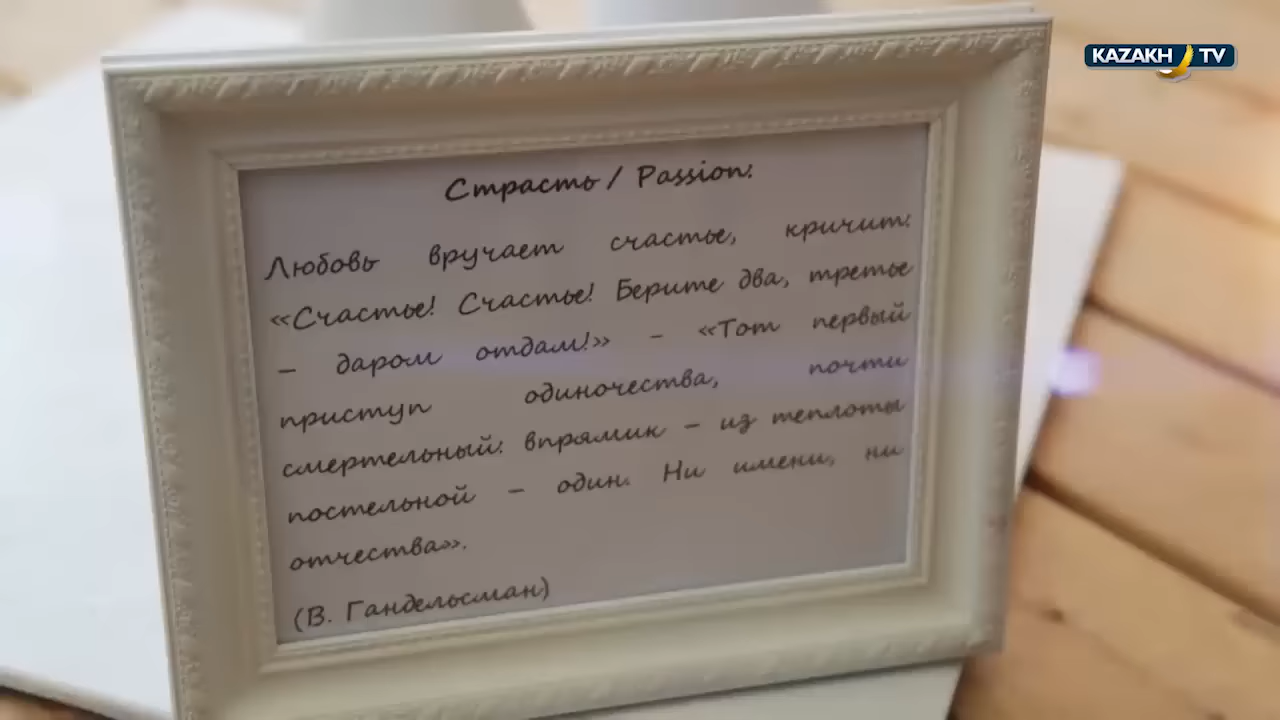 KAZAKH TV
Страсть / Passion:
Любовь вручает счастье, кричит:
«Счастье! Счастье! Берите два, третье
– даром отдам!» – «Тот первый
приступ одиночества, почти
смертельный: впрямик – из теплоты
постельной – один. Ни имени, ни
отчества».
(В. Гандельсман)